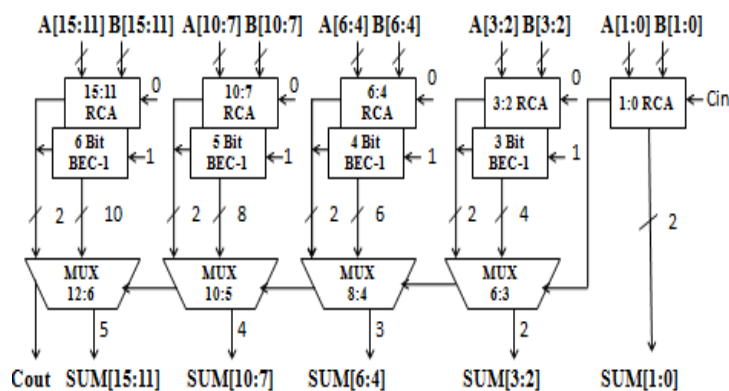 A[15:11] B[15:11] A[10:7] B[10:7] A[6:4] B[6:4] A[3:2] B[3:2] A[1:0] B[1:0]
15:11 RCA 0
10:7 RCA 0
6:4 RCA 0
3:2 RCA 0
1:0 RCA Cin
6 Bit BEC-1 1
5 Bit BEC-1 1
4 Bit BEC-1 1
3 Bit BEC-1 1
2 10 2 8 2 6 2 4 2
MUX 12:6
MUX 10:5
MUX 8:4
MUX 6:3
5 4 3 2
Cout SUM[15:11] SUM[10:7] SUM[6:4] SUM[3:2] SUM[1:0]